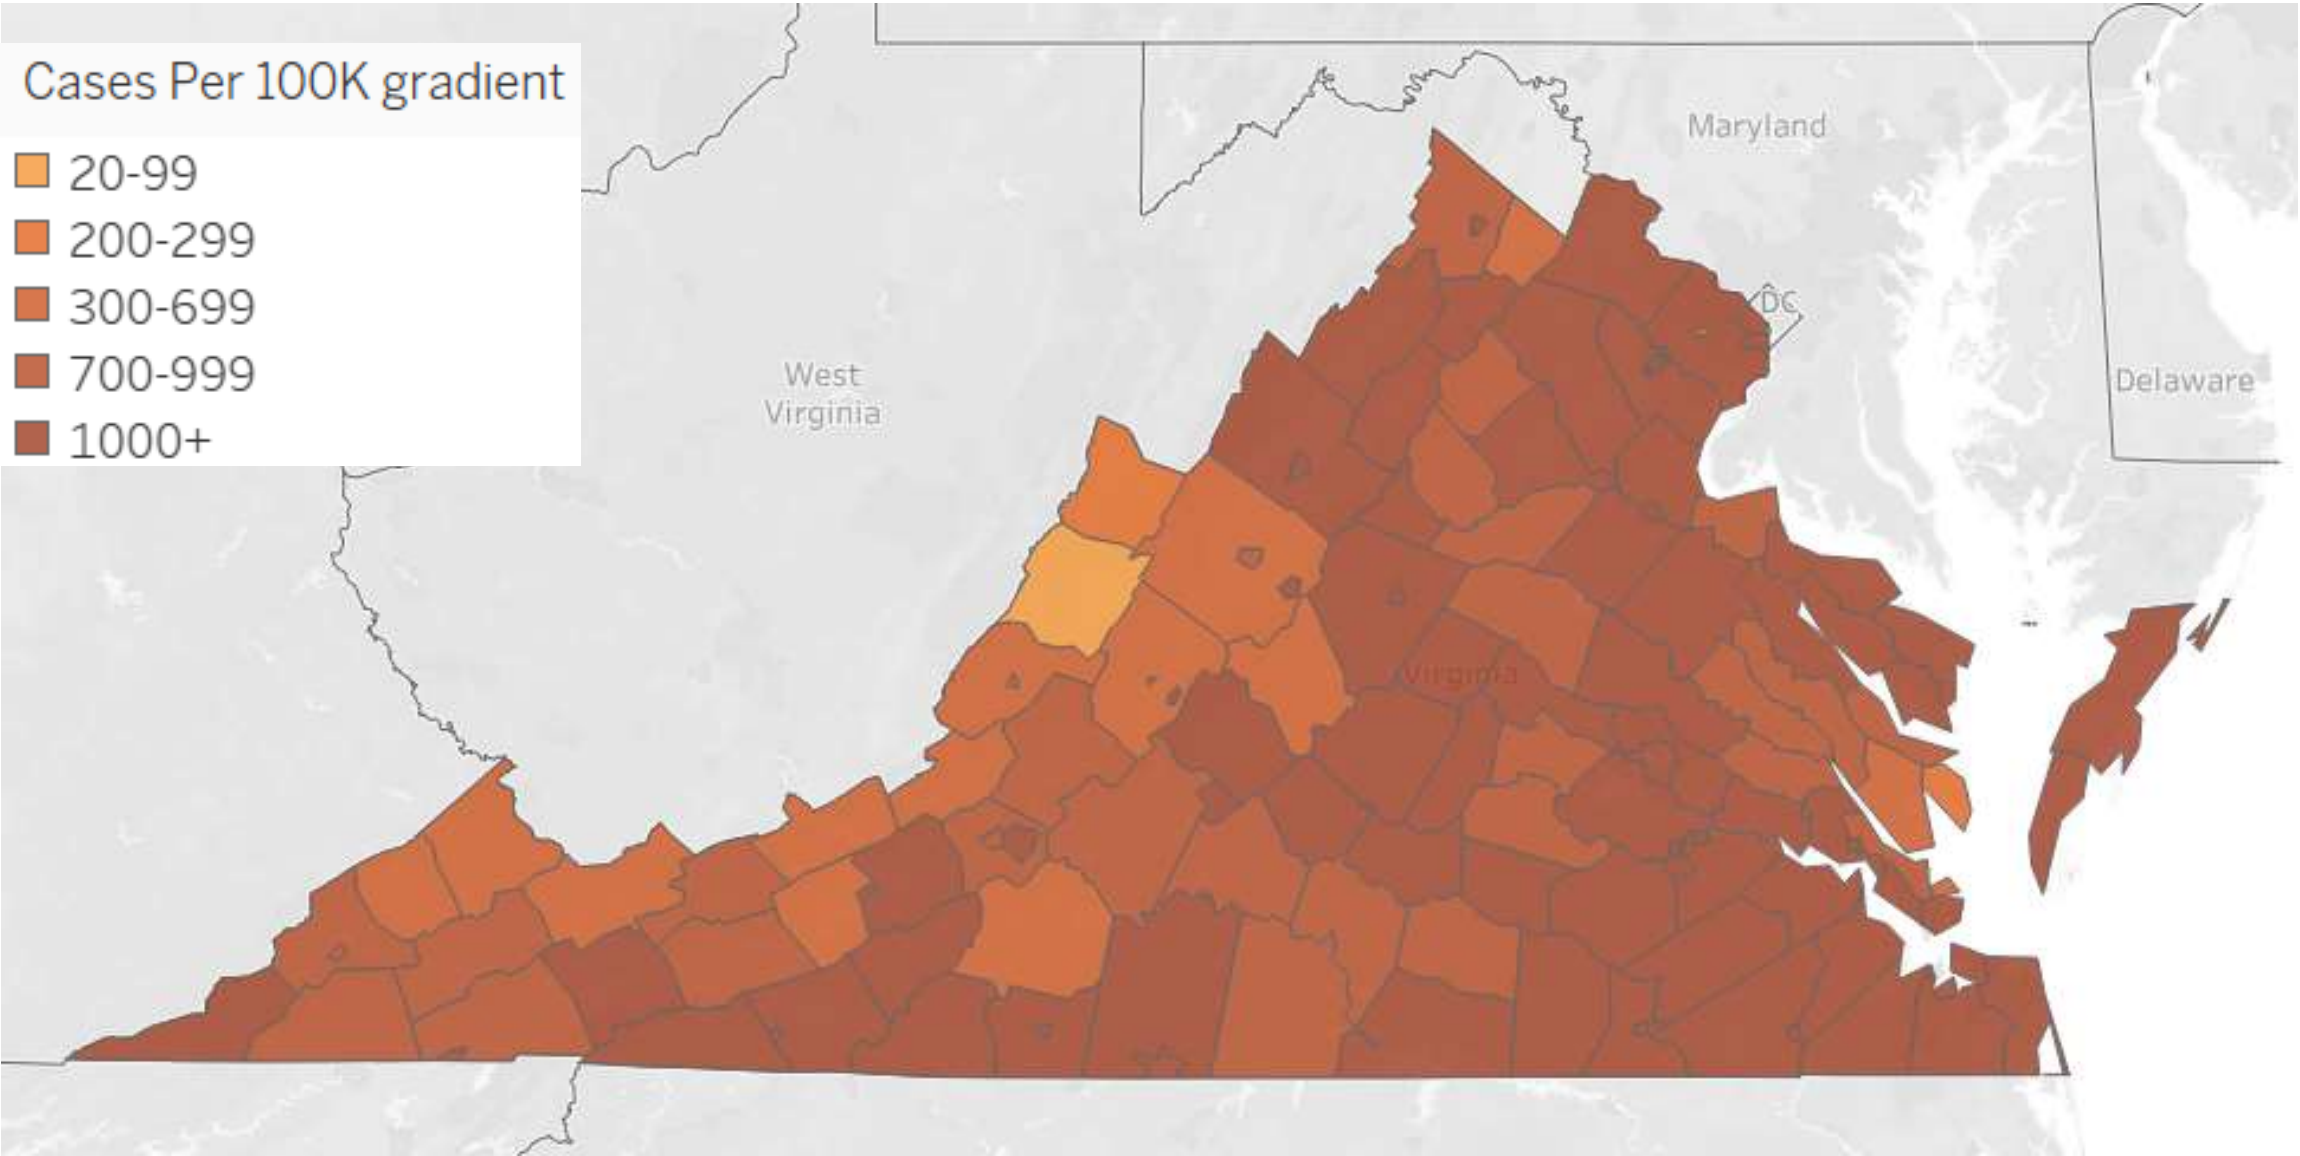 Cases Per 100K gradient
20-99
200-299
300-699
700-999
1000+
Maryland
DC
West
Virginia
Delaware
Virginia